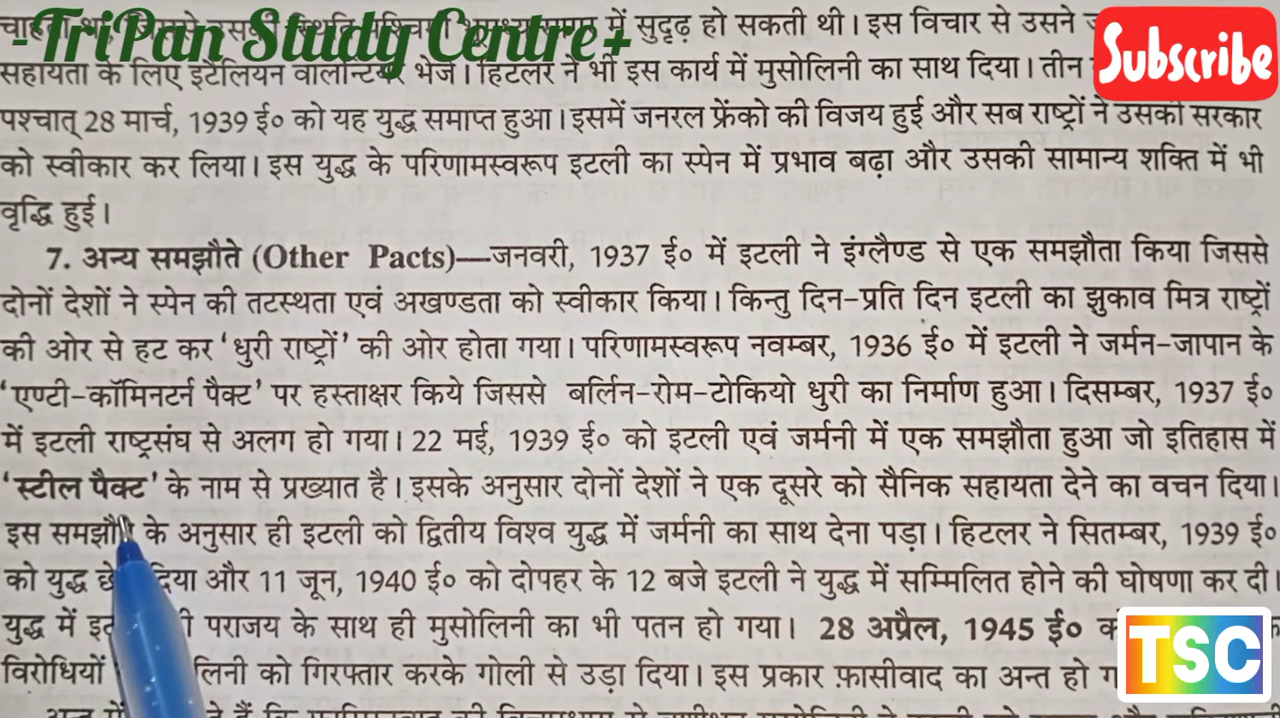 -TriPan Study Centre+
Subscribe
में सुदृढ़ हो सकती थी। इस विचार से उसने
सहायता के लिए इटैलियन वालन्टियर भेजे। हिटलर ने भी इस कार्य में मुसोलिनी का साथ दिया। तीन
पश्चात् 28 मार्च, 1939 ई० को यह युद्ध समाप्त हुआ। इसमें जनरल फ्रेंको की विजय हुई और सब राष्ट्रों ने उसकी सरकार
को स्वीकार कर लिया। इस युद्ध के परिणामस्वरूप इटली का स्पेन में प्रभाव बढ़ा और उसकी सामान्य शक्ति में भी
वृद्धि हुई।
7. अन्य समझौते (Other Pacts)—जनवरी, 1937 ई० में इटली ने इंग्लैण्ड से एक समझौता किया जिससे
दोनों देशों ने स्पेन की तटस्थता एवं अखण्डता को स्वीकार किया। किन्तु दिन-प्रति दिन इटली का झुकाव मित्र राष्ट्रों
की ओर से हट कर 'धुरी राष्ट्रों' की ओर होता गया। परिणामस्वरूप नवम्बर, 1936 ई० में इटली ने जर्मन-जापान के
'एण्टी-कॉमिनटर्न पैक्ट' पर हस्ताक्षर किये जिससे बर्लिन-रोम-टोकियो धुरी का निर्माण हुआ। दिसम्बर, 1937 ई०
में इटली राष्ट्रसंघ से अलग हो गया। 22 मई, 1939 ई० को इटली एवं जर्मनी में एक समझौता हुआ जो इतिहास में
'स्टील पैक्ट' के नाम से प्रख्यात है। इसके अनुसार दोनों देशों ने एक दूसरे को सैनिक सहायता देने का वचन दिया।
इस के अनुसार ही इटली को द्वितीय विश्व युद्ध में जर्मनी का साथ देना पड़ा। हिटलर ने सितम्बर, 1939 ई०
को युद्ध दिया और 11 जून, 1940 ई० को दोपहर के 12 बजे इटली ने युद्ध में सम्मिलित होने की घोषणा कर दी।
युद्ध में पराजय के साथ ही मुसोलिनी का भी पतन हो गया। 28 अप्रैल, 1945 ई०
विरोधियों को गिरफ्तार करके गोली से उड़ा दिया। इस प्रकार फ़ासीवाद का अन्त हो
TSC